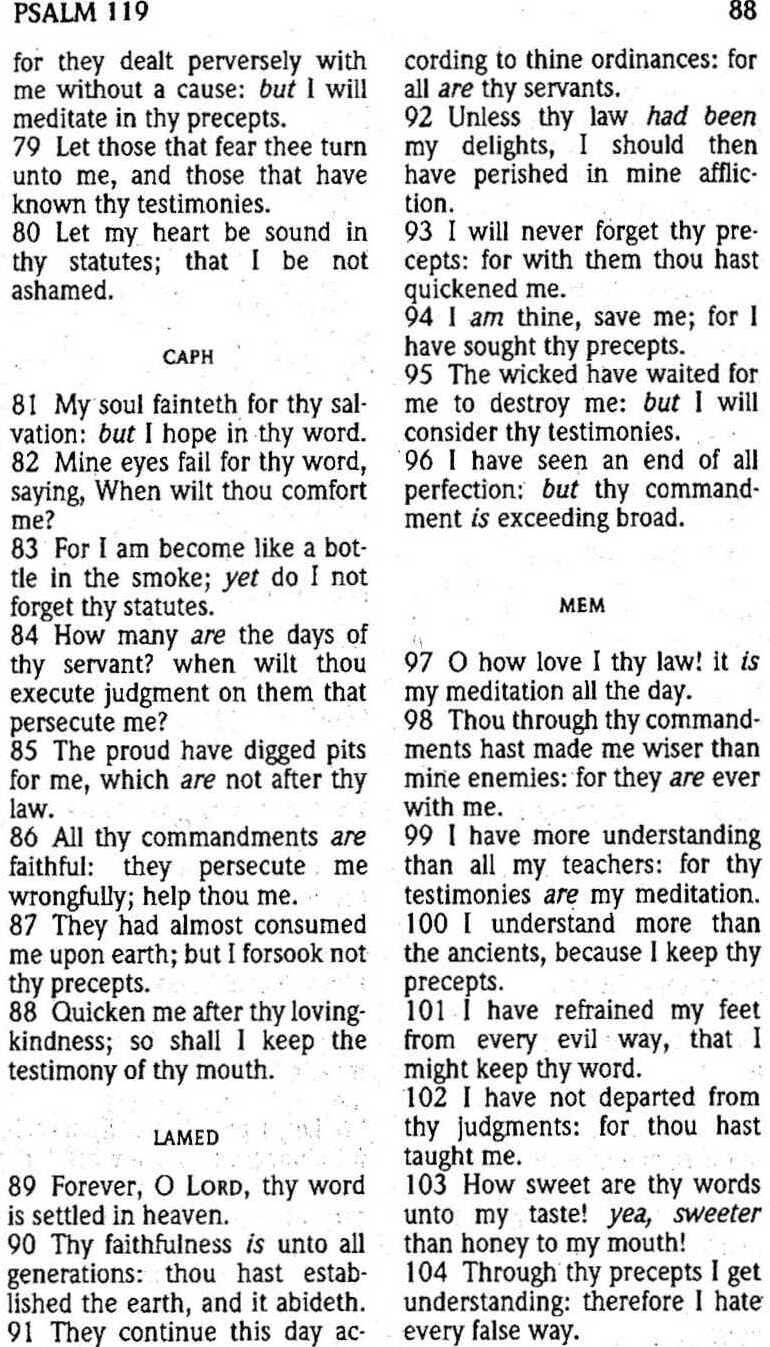 PSALM 119
88
for they dealt perversely with
me without a cause: but I will
meditate in thy precepts.
79 Let those that fear thee turn
unto me, and those that have
known thy testimonies.
80 Let my heart be sound in
thy statutes; that I be not
ashamed.
CAPH
81 My soul fainteth for thy sal-
vation: but I hope in thy word.
82 Mine eyes fail for thy word,
saying, When wilt thou comfort
me?
83 For I am become like a bot-
tle in the smoke; yet do I not
forget thy statutes.
84 How many are the days of
thy servant? when wilt thou
execute judgment on them that
persecute me?
85 The proud have digged pits
for me, which are not after thy
law.
86 All thy commandments are
faithful: they persecute me
wrongfully; help thou me.
87 They had almost consumed
me upon earth; but I forsook not
thy precepts.
88 Quicken me after thy loving-
kindness; so shall I keep the
testimony of thy mouth.
LAMED
89 Forever, O LORD, thy word
is settled in heaven.
90 Thy faithfulness is unto all
generations: thou hast estab-
lished the earth, and it abideth.
91 They continue this day ac-
cording to thine ordinances: for
all are thy servants.
92 Unless thy law had been
my delights, I should then
have perished in mine afflic-
tion.
93 I will never forget thy pre-
cepts: for with them thou hast
quickened me.
94 I am thine, save me; for I
have sought thy precepts.
95 The wicked have waited for
me to destroy me: but I will
consider thy testimonies.
96 I have seen an end of all
perfection: but thy command-
ment is exceeding broad.
MEM
97 O how love I thy law! it is
my meditation all the day.
98 Thou through thy command-
ments hast made me wiser than
mine enemies: for they are ever
with me.
99 I have more understanding
than all my teachers: for thy
testimonies are my meditation.
100 I understand more than
the ancients, because I keep thy
precepts.
101 I have refrained my feet
from every evil way, that I
might keep thy word.
102 I have not departed from
thy judgments: for thou hast
taught me.
103 How sweet are thy words
unto my taste! yea, sweeter
than honey to my mouth!
104 Through thy precepts I get
understanding: therefore I hate
every false way.